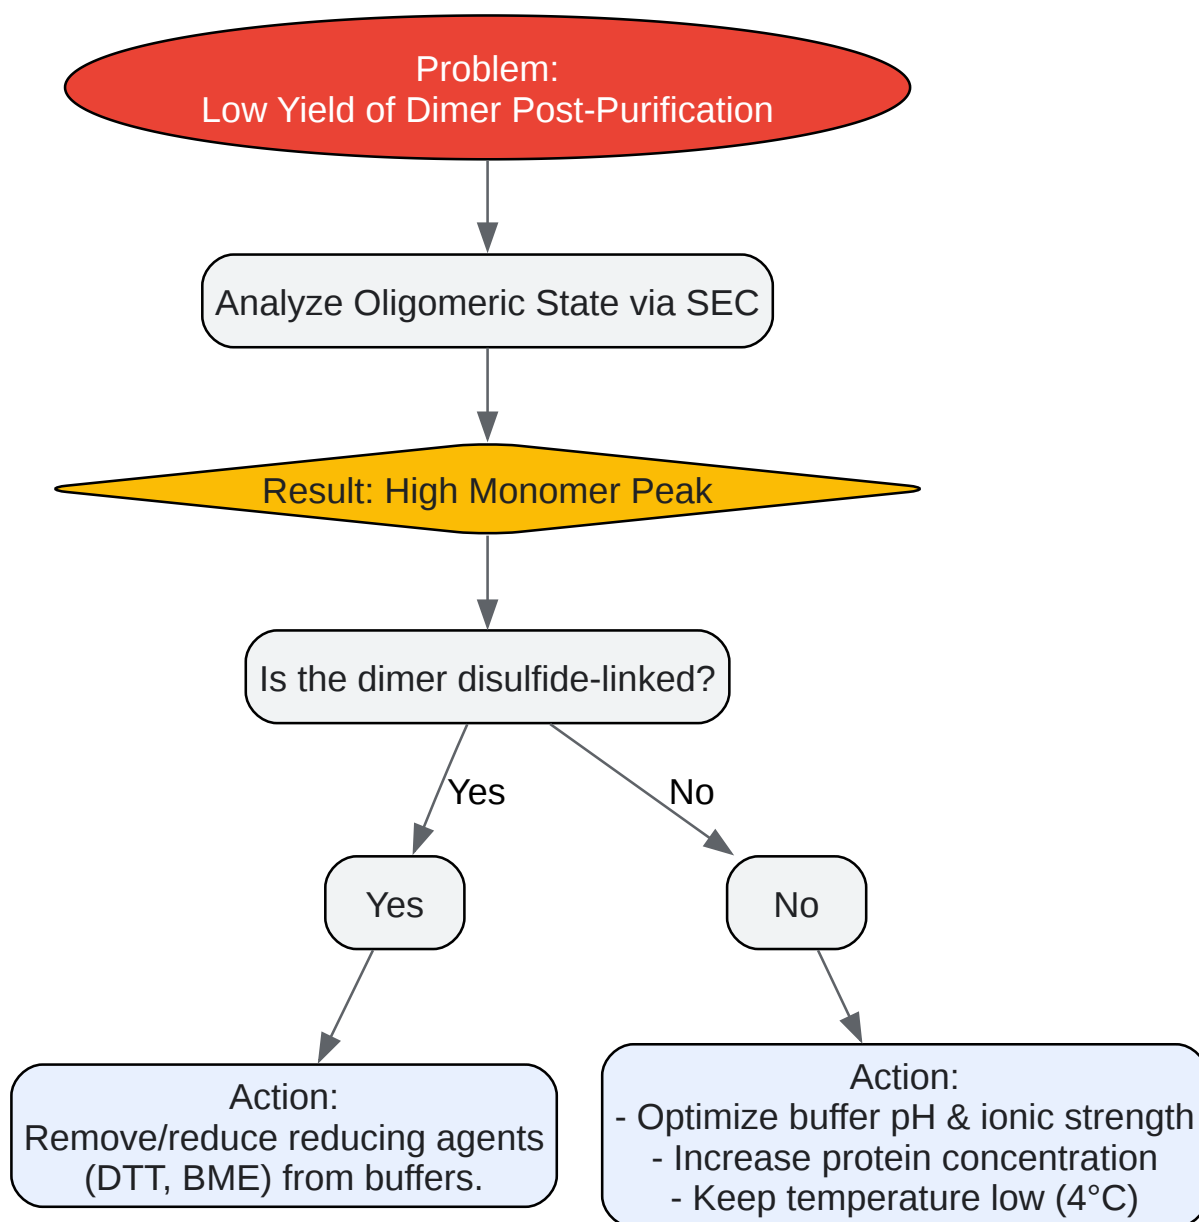 Problem:
Low Yield of Dimer Post-Purification
Analyze Oligomeric State via SEC
Result: High Monomer Peak
Is the dimer disulfide-linked?
Yes
No
Yes
No
Action:
Remove/reduce reducing agents
(DTT, BME) from buffers.
Action:
- Optimize buffer pH & ionic strength
- Increase protein concentration
- Keep temperature low (4°C)